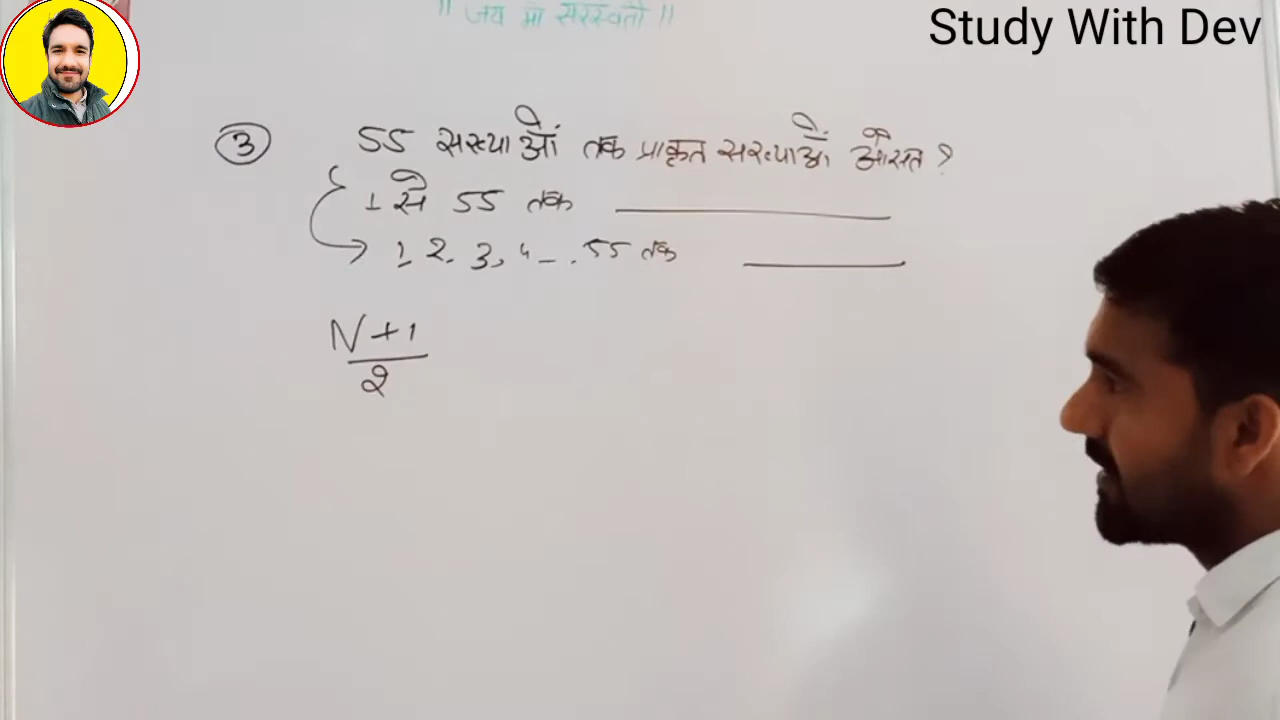 || जय माँ सरस्वती ||
Study With Dev
③ 55 संख्याओं तक प्राकृत संख्याओं औसत ?
1 से 55 तक
1, 2, 3, 4 - . 55 तक
N+1
2